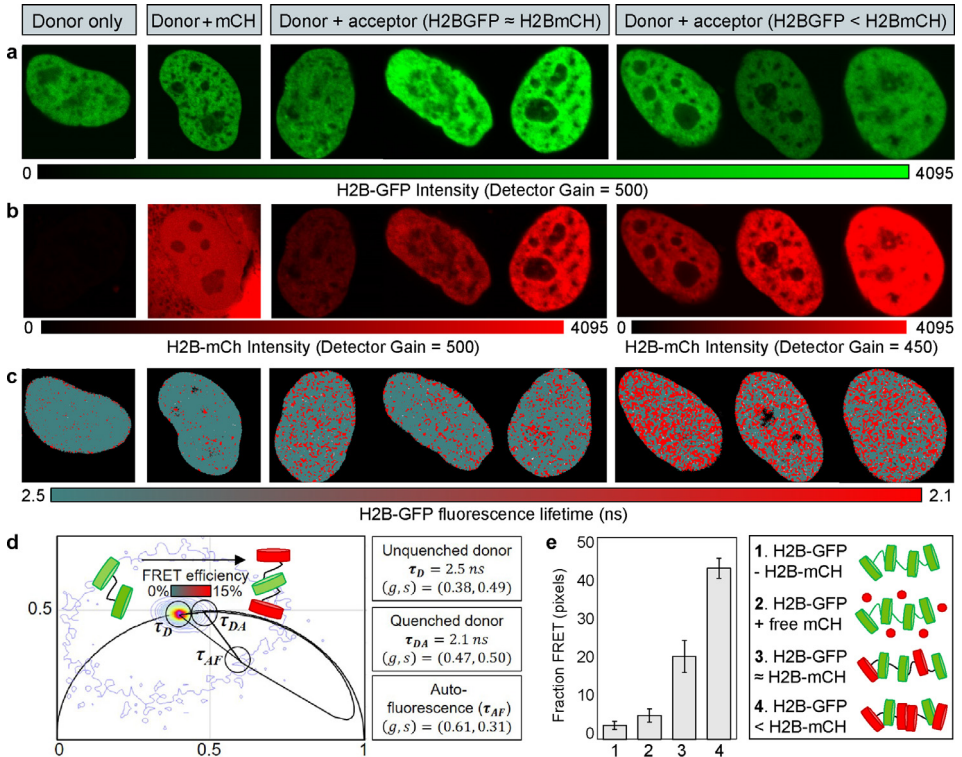 Donor only
Donor + mCH
Donor + acceptor (H2BGFP ≈ H2BmCH)
Donor + acceptor (H2BGFP < H2BmCH)
a
0
4095
H2B-GFP Intensity (Detector Gain = 500)
b
0
4095
0
4095
H2B-mCh Intensity (Detector Gain = 500)
H2B-mCh Intensity (Detector Gain = 450)
c
2.5
2.1
H2B-GFP fluorescence lifetime (ns)
d
FRET efficiency
0%
15%
0.5
τD
τDA
τAF
0
0.5
1
Unquenched donor
τD = 2.5 ns
(g, s) = (0.38, 0.49)
Quenched donor
τDA = 2.1 ns
(g, s) = (0.47, 0.50)
Auto-
fluorescence (τAF)
(g, s) = (0.61, 0.31)
e
Fraction FRET (pixels)
50
40
30
20
10
0
1
2
3
4
1. H2B-GFP
- H2B-mCH
2. H2B-GFP
+ free mCH
3. H2B-GFP
≈ H2B-mCH
4. H2B-GFP
< H2B-mCH